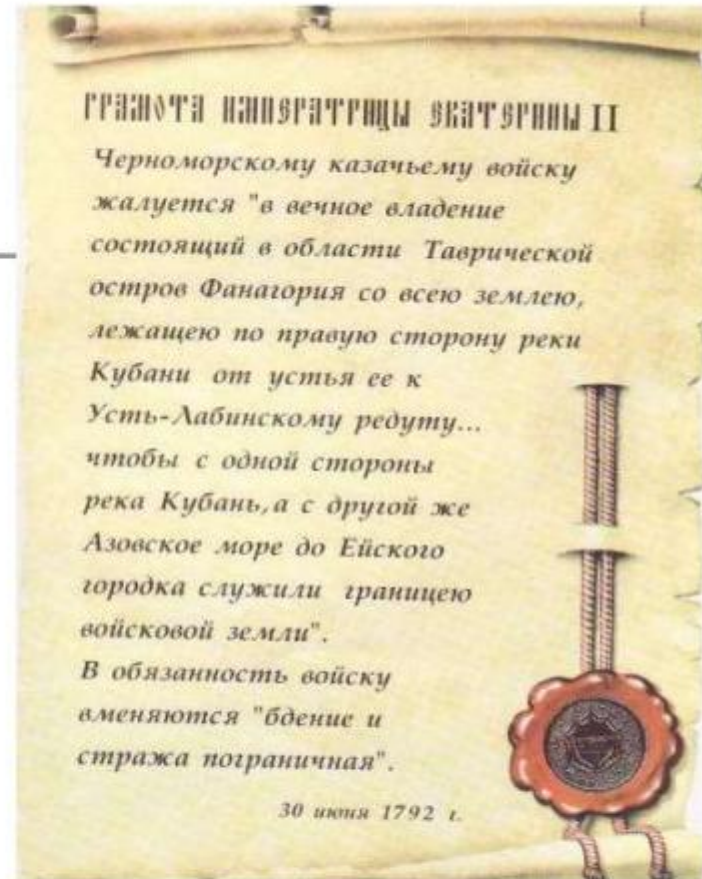 ГРАМОТА ИМПЕРАТРИЦЫ ЕКАТЕРИНЫ II
Черноморскому казачьему войску
жалуется "в вечное владение
состоящий в области Таврической
остров Фанагория со всею землею,
лежащею по правую сторону реки
Кубани от устья ее к
Усть-Лабинскому редуту...
чтобы с одной стороны
река Кубань, а с другой же
Азовское море до Ейского
городка служили границею
войсковой земли".
В обязанность войску
вменяются "бдение и
стража пограничная".
30 июня 1792 г.